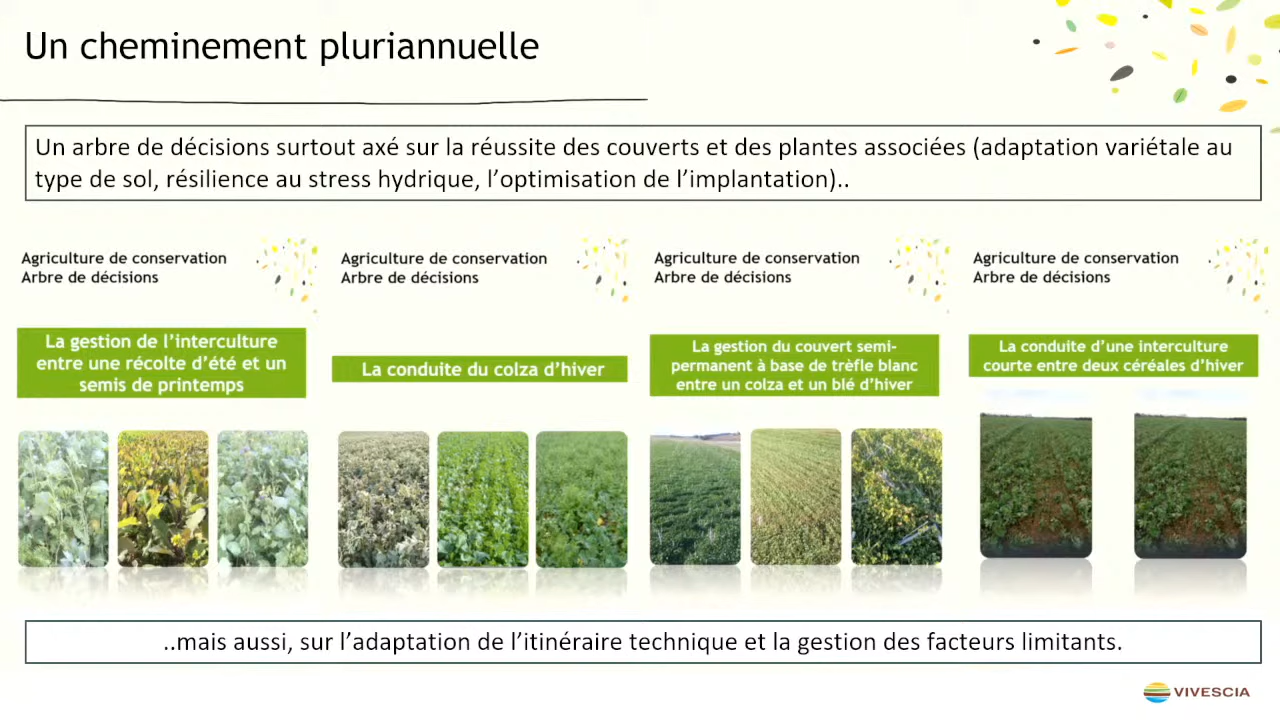 Un cheminement pluriannuelle
Un arbre de décisions surtout axé sur la réussite des couverts et des plantes associées (adaptation variétale au
type de sol, résilience au stress hydrique, l'optimisation de l'implantation)..
Agriculture de conservation
Arbre de décisions
La gestion de l'interculture
entre une récolte d'été et un
semis de printemps
Agriculture de conservation
Arbre de décisions
La conduite du colza d'hiver
Agriculture de conservation
Arbre de décisions
La gestion du couvert semi-
permanent à base de trèfle blanc
entre un colza et un blé d'hiver
Agriculture de conservation
Arbre de décisions
La conduite d'une interculture
courte entre deux céréales d'hiver
..mais aussi, sur l'adaptation de l'itinéraire technique et la gestion des facteurs limitants.
VIVESCIA